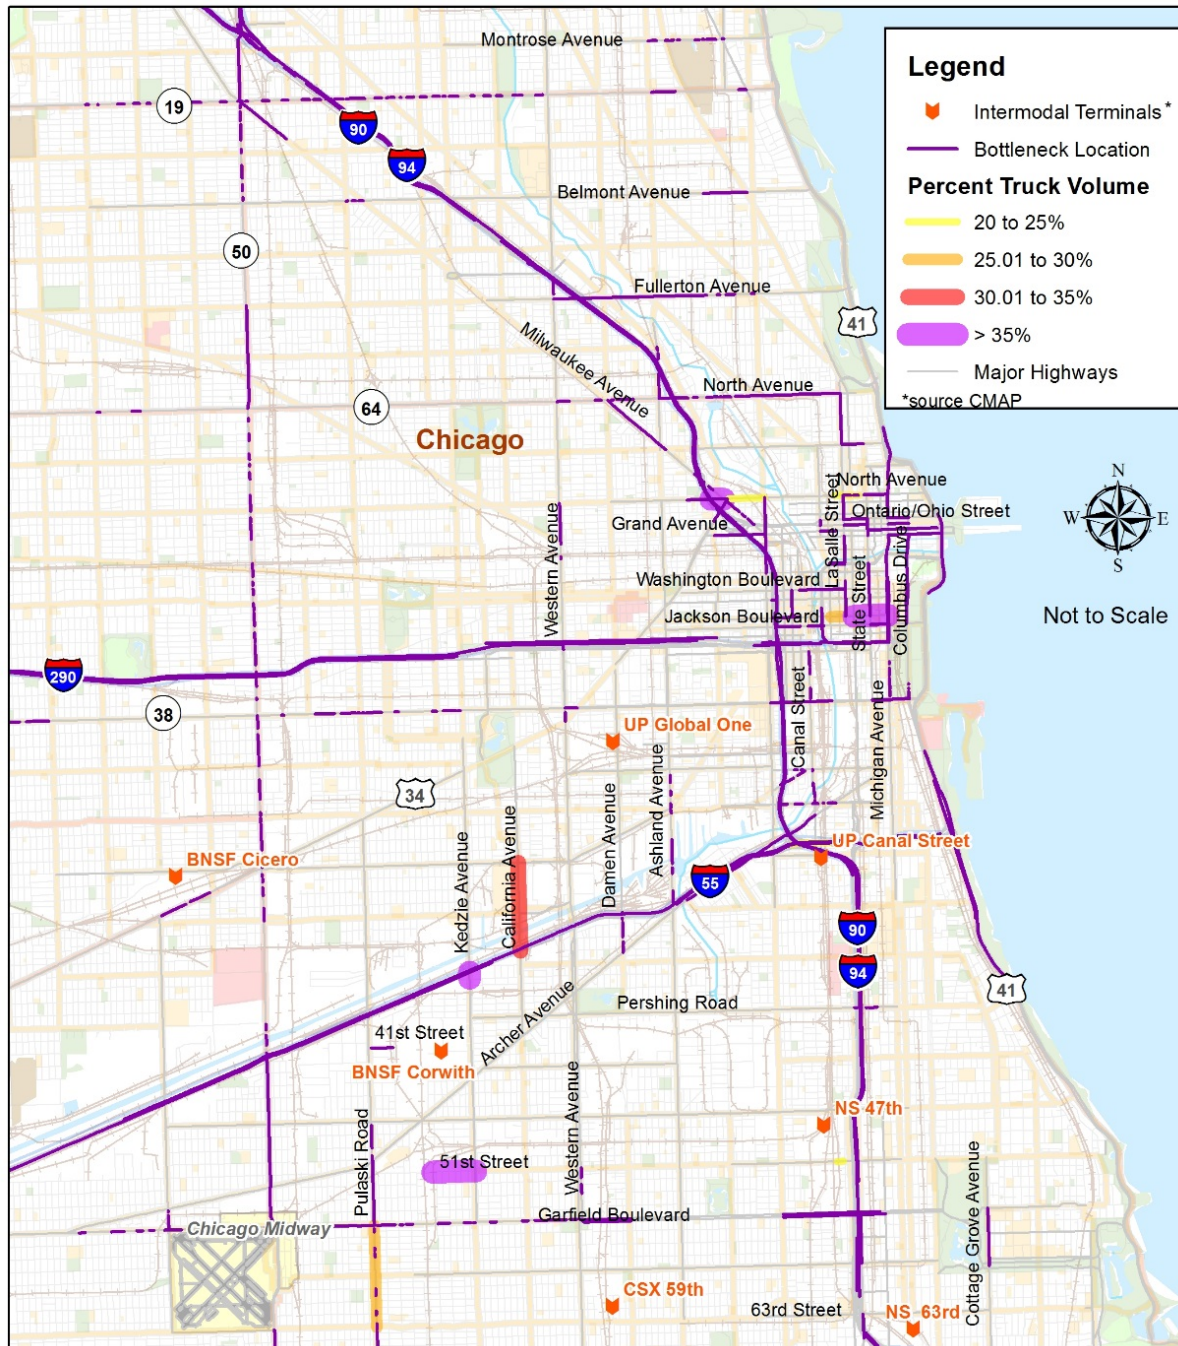 Montrose Avenue
Legend
Intermodal Terminals*
Bottleneck Location
Percent Truck Volume
20 to 25%
25.01 to 30%
30.01 to 35%
> 35%
Major Highways
*source CMAP
19
90
94
Belmont Avenue
50
Fullerton Avenue
41
Milwaukee Avenue
North Avenue
64
Chicago
N
W
E
S
Not to Scale
North Avenue
Ontario/Ohio Street
Grand Avenue
LaSalle Street
Western Avenue
Washington Boulevard
State Street
Columbus Drive
Jackson Boulevard
290
38
UP Global One
Canal Street
Michigan Avenue
34
Ashland Avenue
Damen Avenue
California Avenue
Kedzie Avenue
BNSF Cicero
UP Canal Street
55
90
94
41
Archer Avenue
Pershing Road
41st Street
BNSF Corwith
NS 47th
Pulaski Road
51st Street
Western Avenue
Cottage Grove Avenue
Garfield Boulevard
Chicago Midway
CSX 59th
63rd Street
NS 63rd